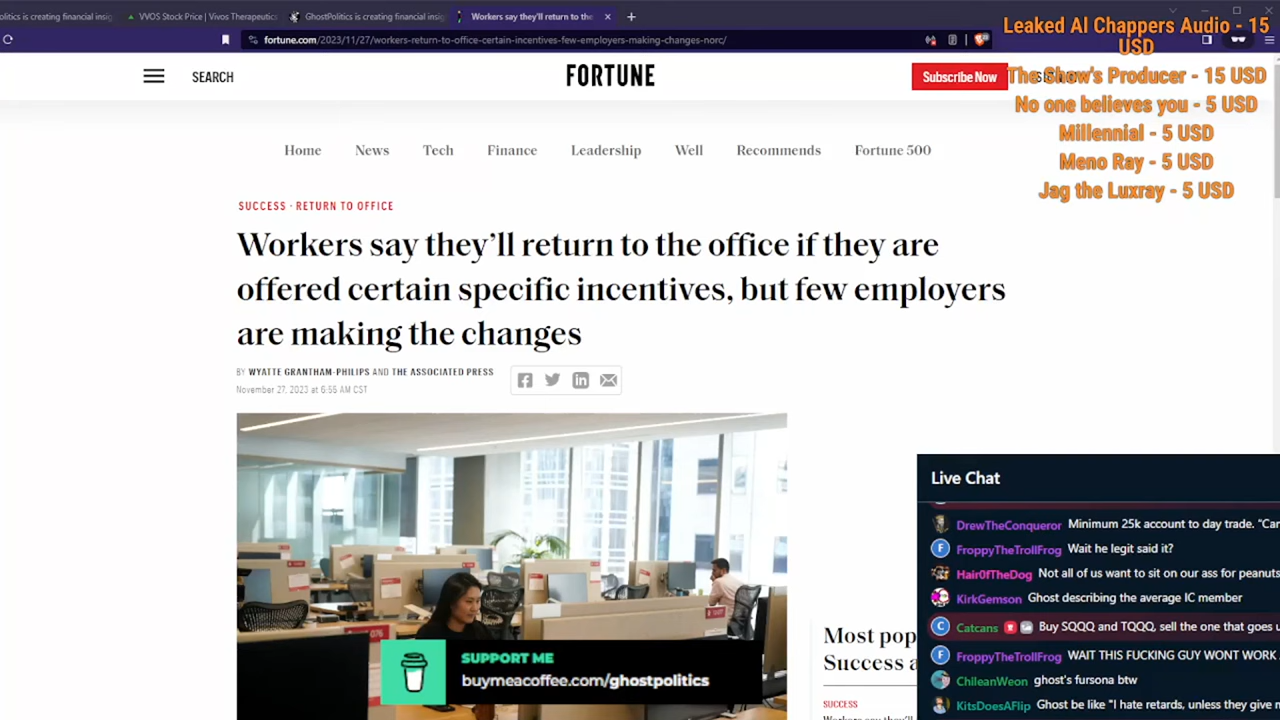 olitics is creating financial insig
VVOS Stock Price | Vivos Therapeutics
GhostPolitics is creating financial insig
Workers say they'll return to the
fortune.com/2023/11/27/workers-return-to-office-certain-incentives-few-employers-making-changes-norc/
Leaked AI Chappers Audio - 15
USD
The Show's Producer - 15 USD
No one believes you - 5 USD
Millennial - 5 USD
Meno Ray - 5 USD
Jag the Luxray - 5 USD
SEARCH
FORTUNE
Subscribe Now
Home
News
Tech
Finance
Leadership
Well
Recommends
Fortune 500
SUCCESS · RETURN TO OFFICE
Workers say they'll return to the office if they are
offered certain specific incentives, but few employers
are making the changes
BY WYATTE GRANTHAM-PHILIPS AND THE ASSOCIATED PRESS
November 27, 2023 at 6:55 AM CST
SUPPORT ME
buymeacoffee.com/ghostpolitics
Most pop
Success a
SUCCESS
Workers say they'll
Live Chat
DrewTheConqueror Minimum 25k account to day trade. "Car
FroppyTheTrollFrog Wait he legit said it?
Hair0fTheDog Not all of us want to sit on our ass for peanuts
KirkGemson Ghost describing the average IC member
Catcans Buy SQQQ and TQQQ, sell the one that goes u
FroppyTheTrollFrog WAIT THIS FUCKING GUY WONT WORK
ChileanWeon ghost's fursona btw
KitsDoesAFlip Ghost be like "I hate retards, unless they give m